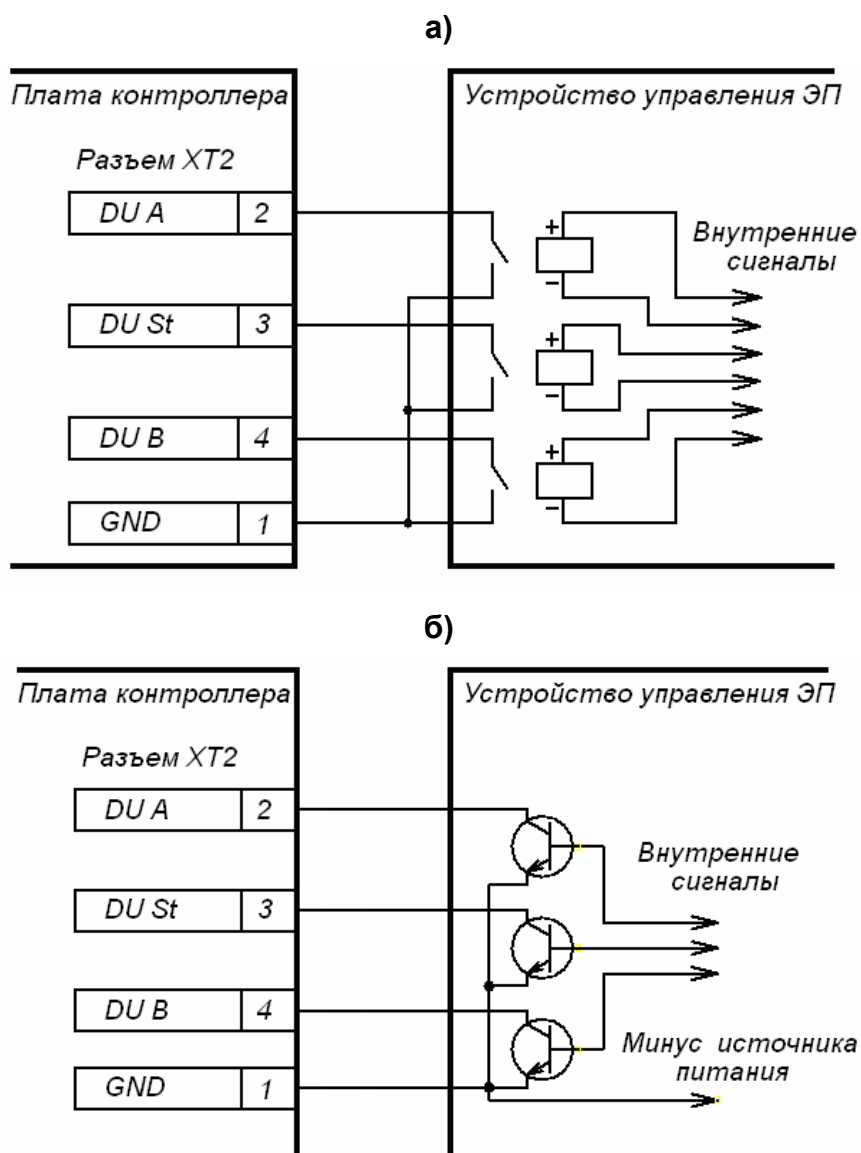 а)
Плата контроллера
Устройство управления ЭП
Разъем XT2
DU A 2
+
Внутренние
сигналы
−
DU St 3
+
−
DU B 4
+
−
GND 1
б)
Плата контроллера
Устройство управления ЭП
Разъем XT2
DU A 2
Внутренние
сигналы
DU St 3
DU B 4
Минус источника
питания
GND 1